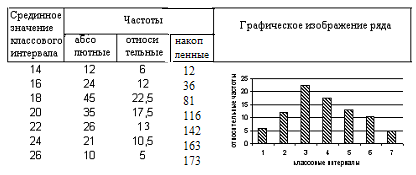 Срединное значение классового интервала
Частоты
Графическое изображение ряда
абсо лютные
относи тельные
накоп ленные
14 12 6 12
16 24 12 36
18 45 22,5 81
20 35 17,5 116
22 26 13 142
24 21 10,5 163
26 10 5 173
относительные частоты
25
20
15
10
5
0
1 2 3 4 5 6 7
классовые интервалы